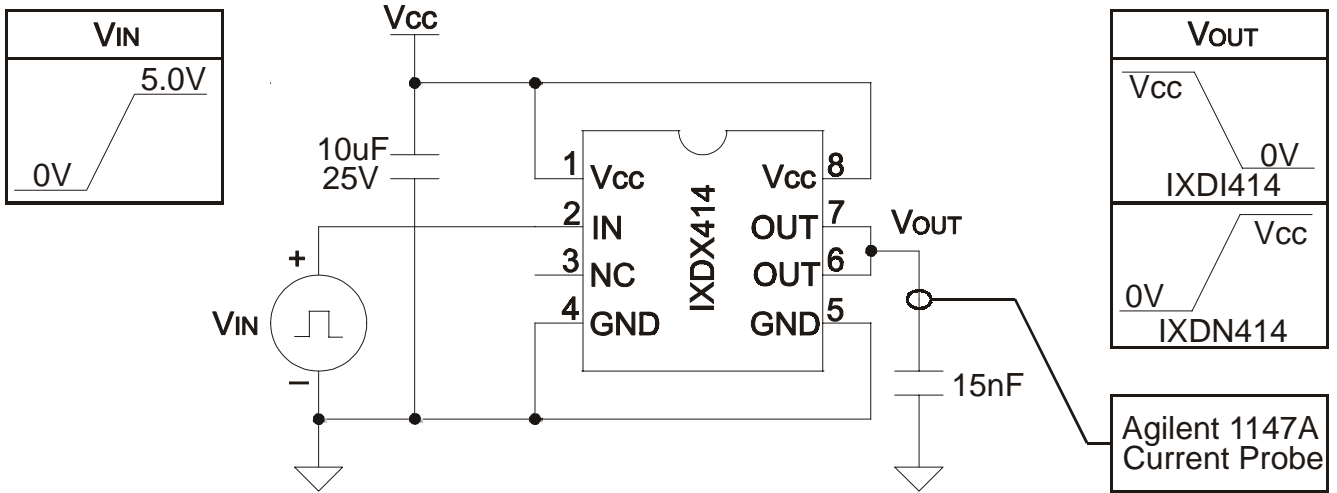 VIN
0V
5.0V
Vcc
10uF
25V
1
Vcc
2
IN
3
NC
4
GND
IXDX414
Vcc
8
OUT
7
OUT
6
GND
5
VOUT
+
VIN
–
15nF
VOUT
Vcc
0V
IXDI414
Vcc
0V
IXDN414
Agilent 1147A
Current Probe